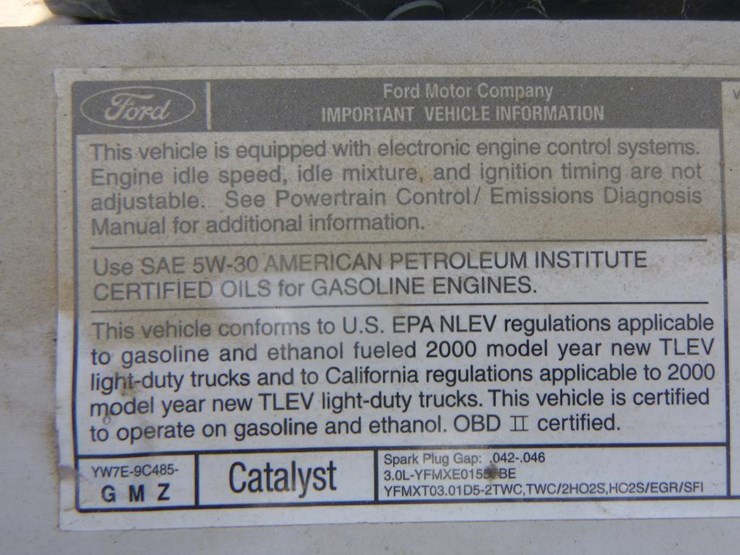 Ford
Ford Motor Company
IMPORTANT VEHICLE INFORMATION
This vehicle is equipped with electronic engine control systems.
Engine idle speed, idle mixture, and ignition timing are not
adjustable. See Powertrain Control/ Emissions Diagnosis
Manual for additional information.
Use SAE 5W-30 AMERICAN PETROLEUM INSTITUTE
CERTIFIED OILS for GASOLINE ENGINES.
This vehicle conforms to U.S. EPA NLEV regulations applicable
to gasoline and ethanol fueled 2000 model year new TLEV
light-duty trucks and to California regulations applicable to 2000
model year new TLEV light-duty trucks. This vehicle is certified
to operate on gasoline and ethanol. OBD II certified.
YW7E-9C485-
G M Z
Catalyst
Spark Plug Gap: .042-.046
BE
YFMXT03.01D5-2TWC,TWC/2HO2S,HO2S/EGR/SFI